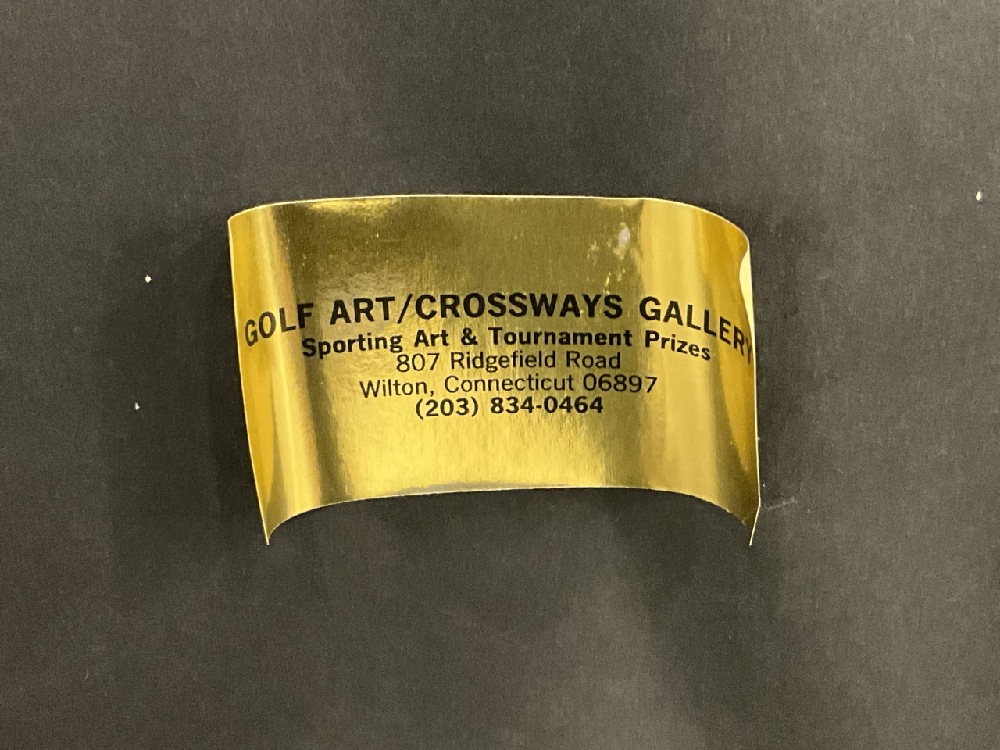 GOLF ART/CROSSWAYS GALLERY
Sporting Art & Tournament Prizes
807 Ridgefield Road
Wilton, Connecticut 06897
(203) 834-0464